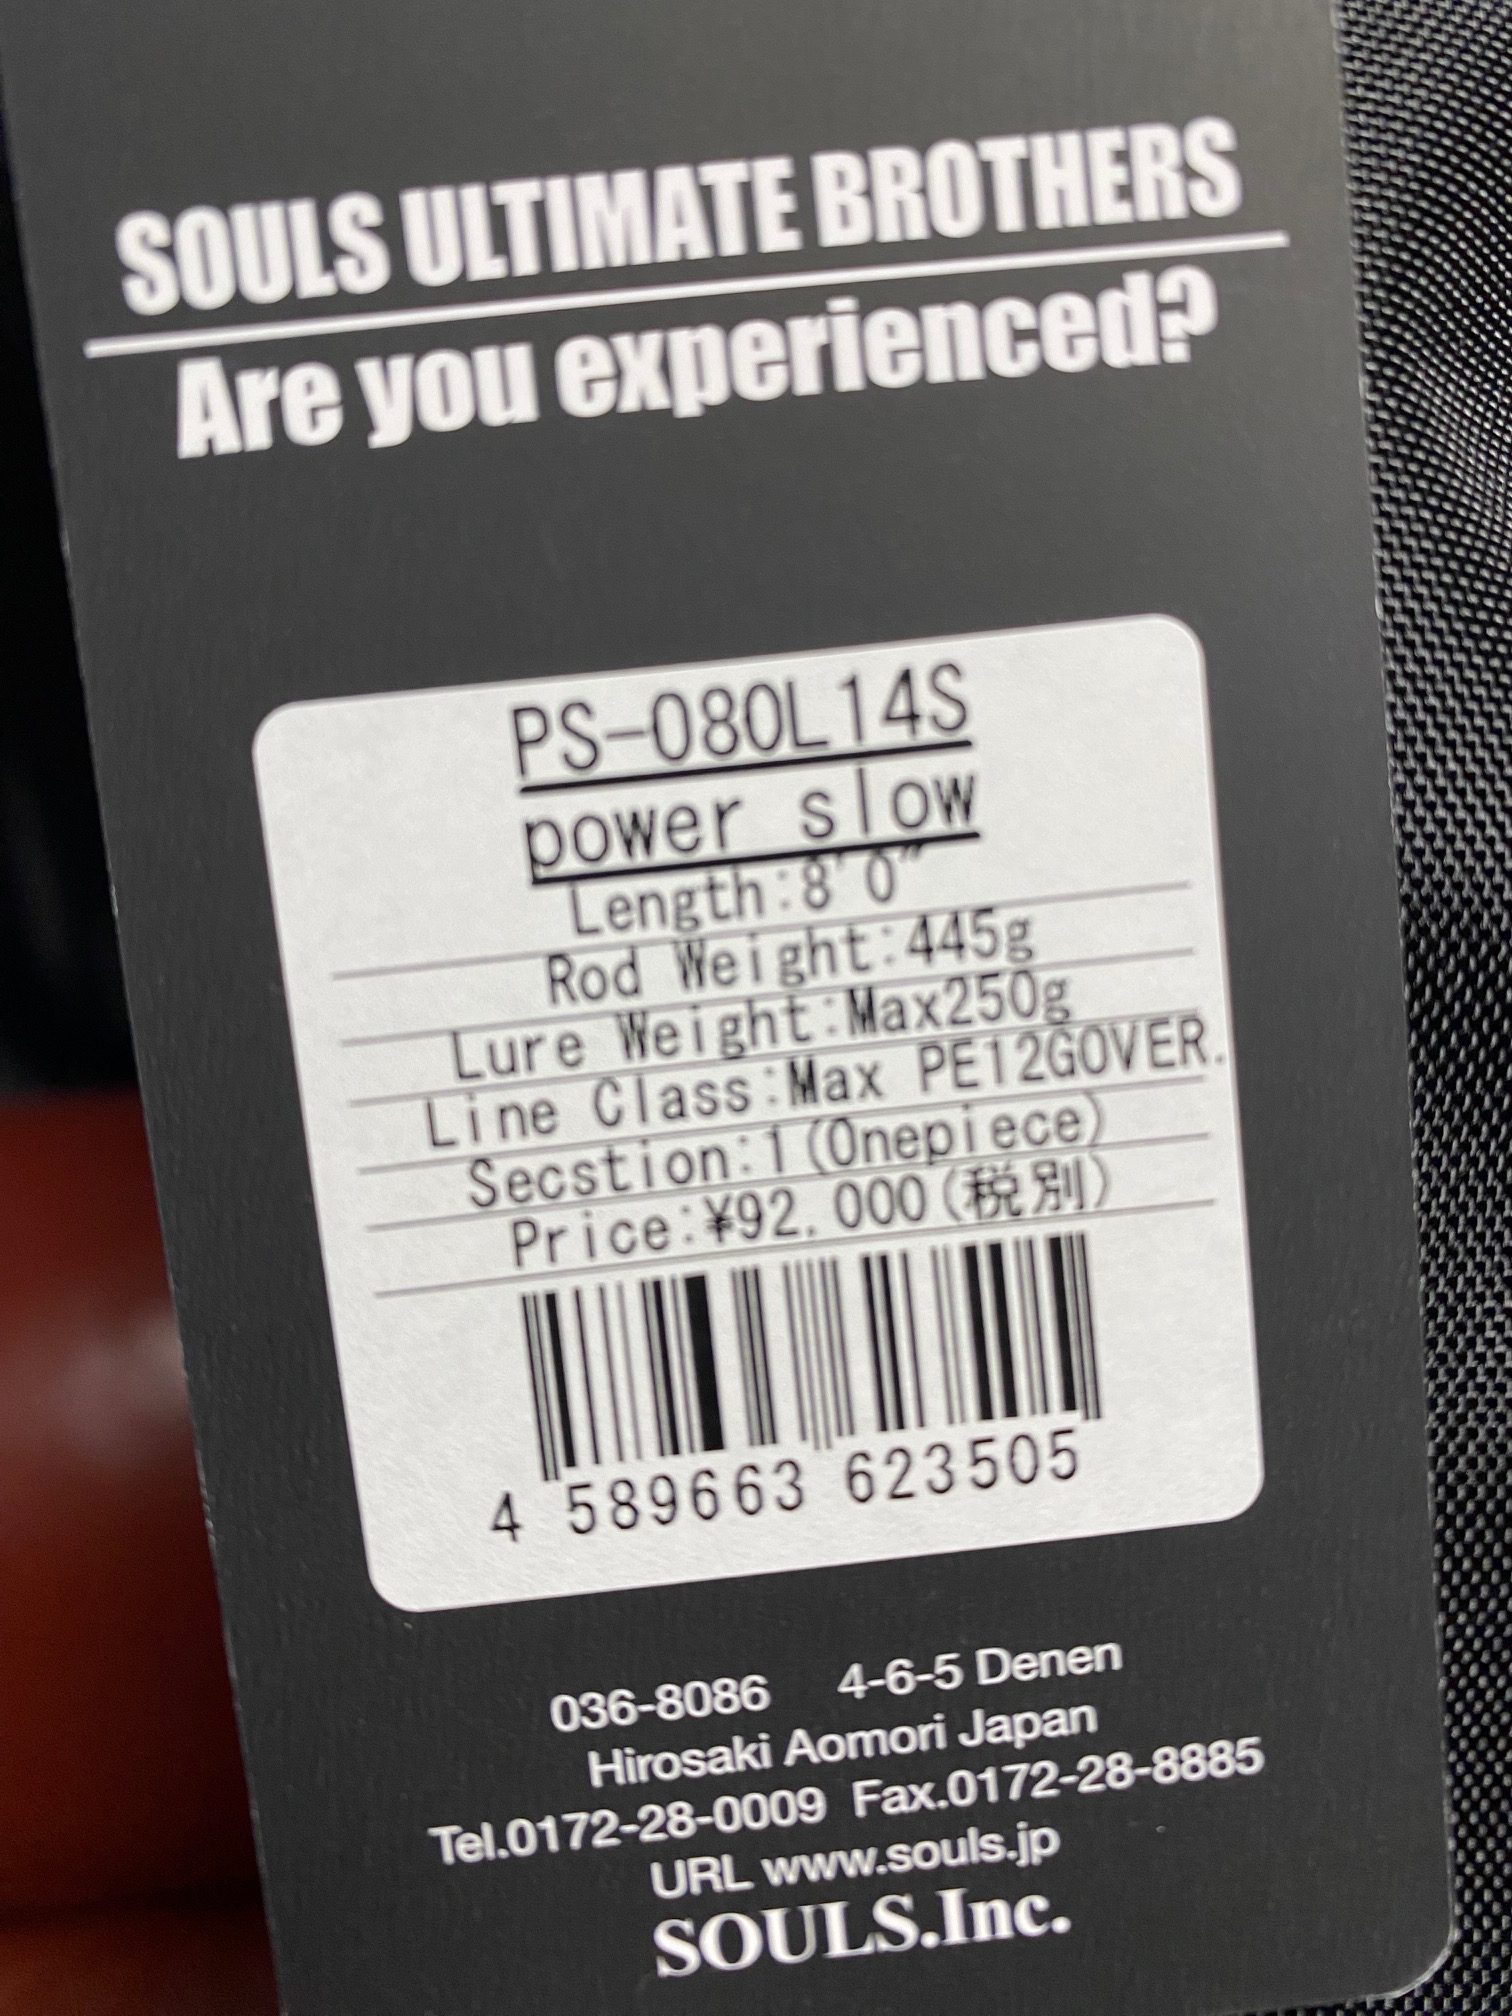 SOULS ULTIMATE BROTHERS
Are you experienced?
PS-080L14S
power slow
Length:8'0"
Rod Weight:445g
Lure Weight:Max250g
Line Class:Max PE12GOVER.
Secstion:1(Onepiece)
Price:¥92.000(税別)
4 589663 623505
036-8086 4-6-5 Denen
Hirosaki Aomori Japan
Tel.0172-28-0009 Fax.0172-28-8885
URL www.souls.jp
SOULS.Inc.